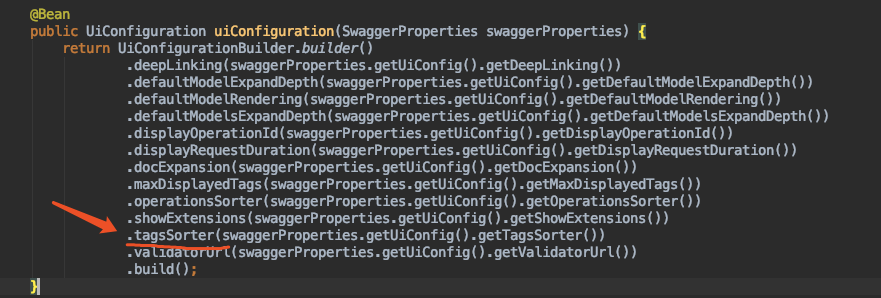 @Bean
public UiConfiguration uiConfiguration(SwaggerProperties swaggerProperties) {
return UiConfigurationBuilder.builder()
.deepLinking(swaggerProperties.getUiConfig().getDeepLinking())
.defaultModelExpandDepth(swaggerProperties.getUiConfig().getDefaultModelExpandDepth())
.defaultModelRendering(swaggerProperties.getUiConfig().getDefaultModelRendering())
.defaultModelsExpandDepth(swaggerProperties.getUiConfig().getDefaultModelsExpandDepth())
.displayOperationId(swaggerProperties.getUiConfig().getDisplayOperationId())
.displayRequestDuration(swaggerProperties.getUiConfig().getDisplayRequestDuration())
.docExpansion(swaggerProperties.getUiConfig().getDocExpansion())
.maxDisplayedTags(swaggerProperties.getUiConfig().getMaxDisplayedTags())
.operationsSorter(swaggerProperties.getUiConfig().getOperationsSorter())
.showExtensions(swaggerProperties.getUiConfig().getShowExtensions())
.tagsSorter(swaggerProperties.getUiConfig().getTagsSorter())
.validatorUrl(swaggerProperties.getUiConfig().getValidatorUrl())
.build();
}